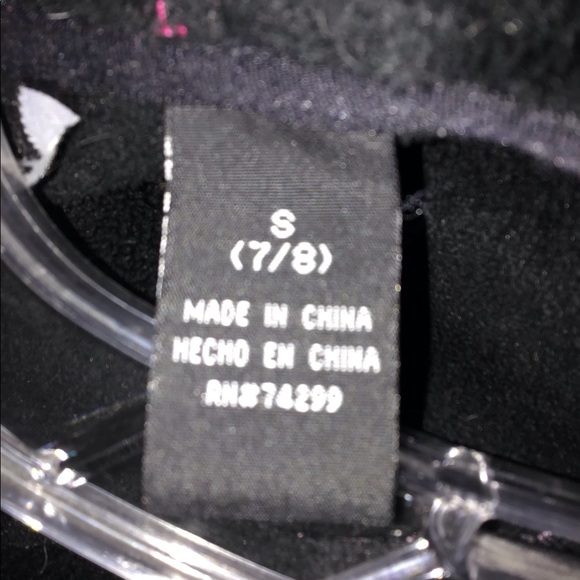 S
(7/8)
MADE IN CHINA
HECHO EN CHINA
RN#74299